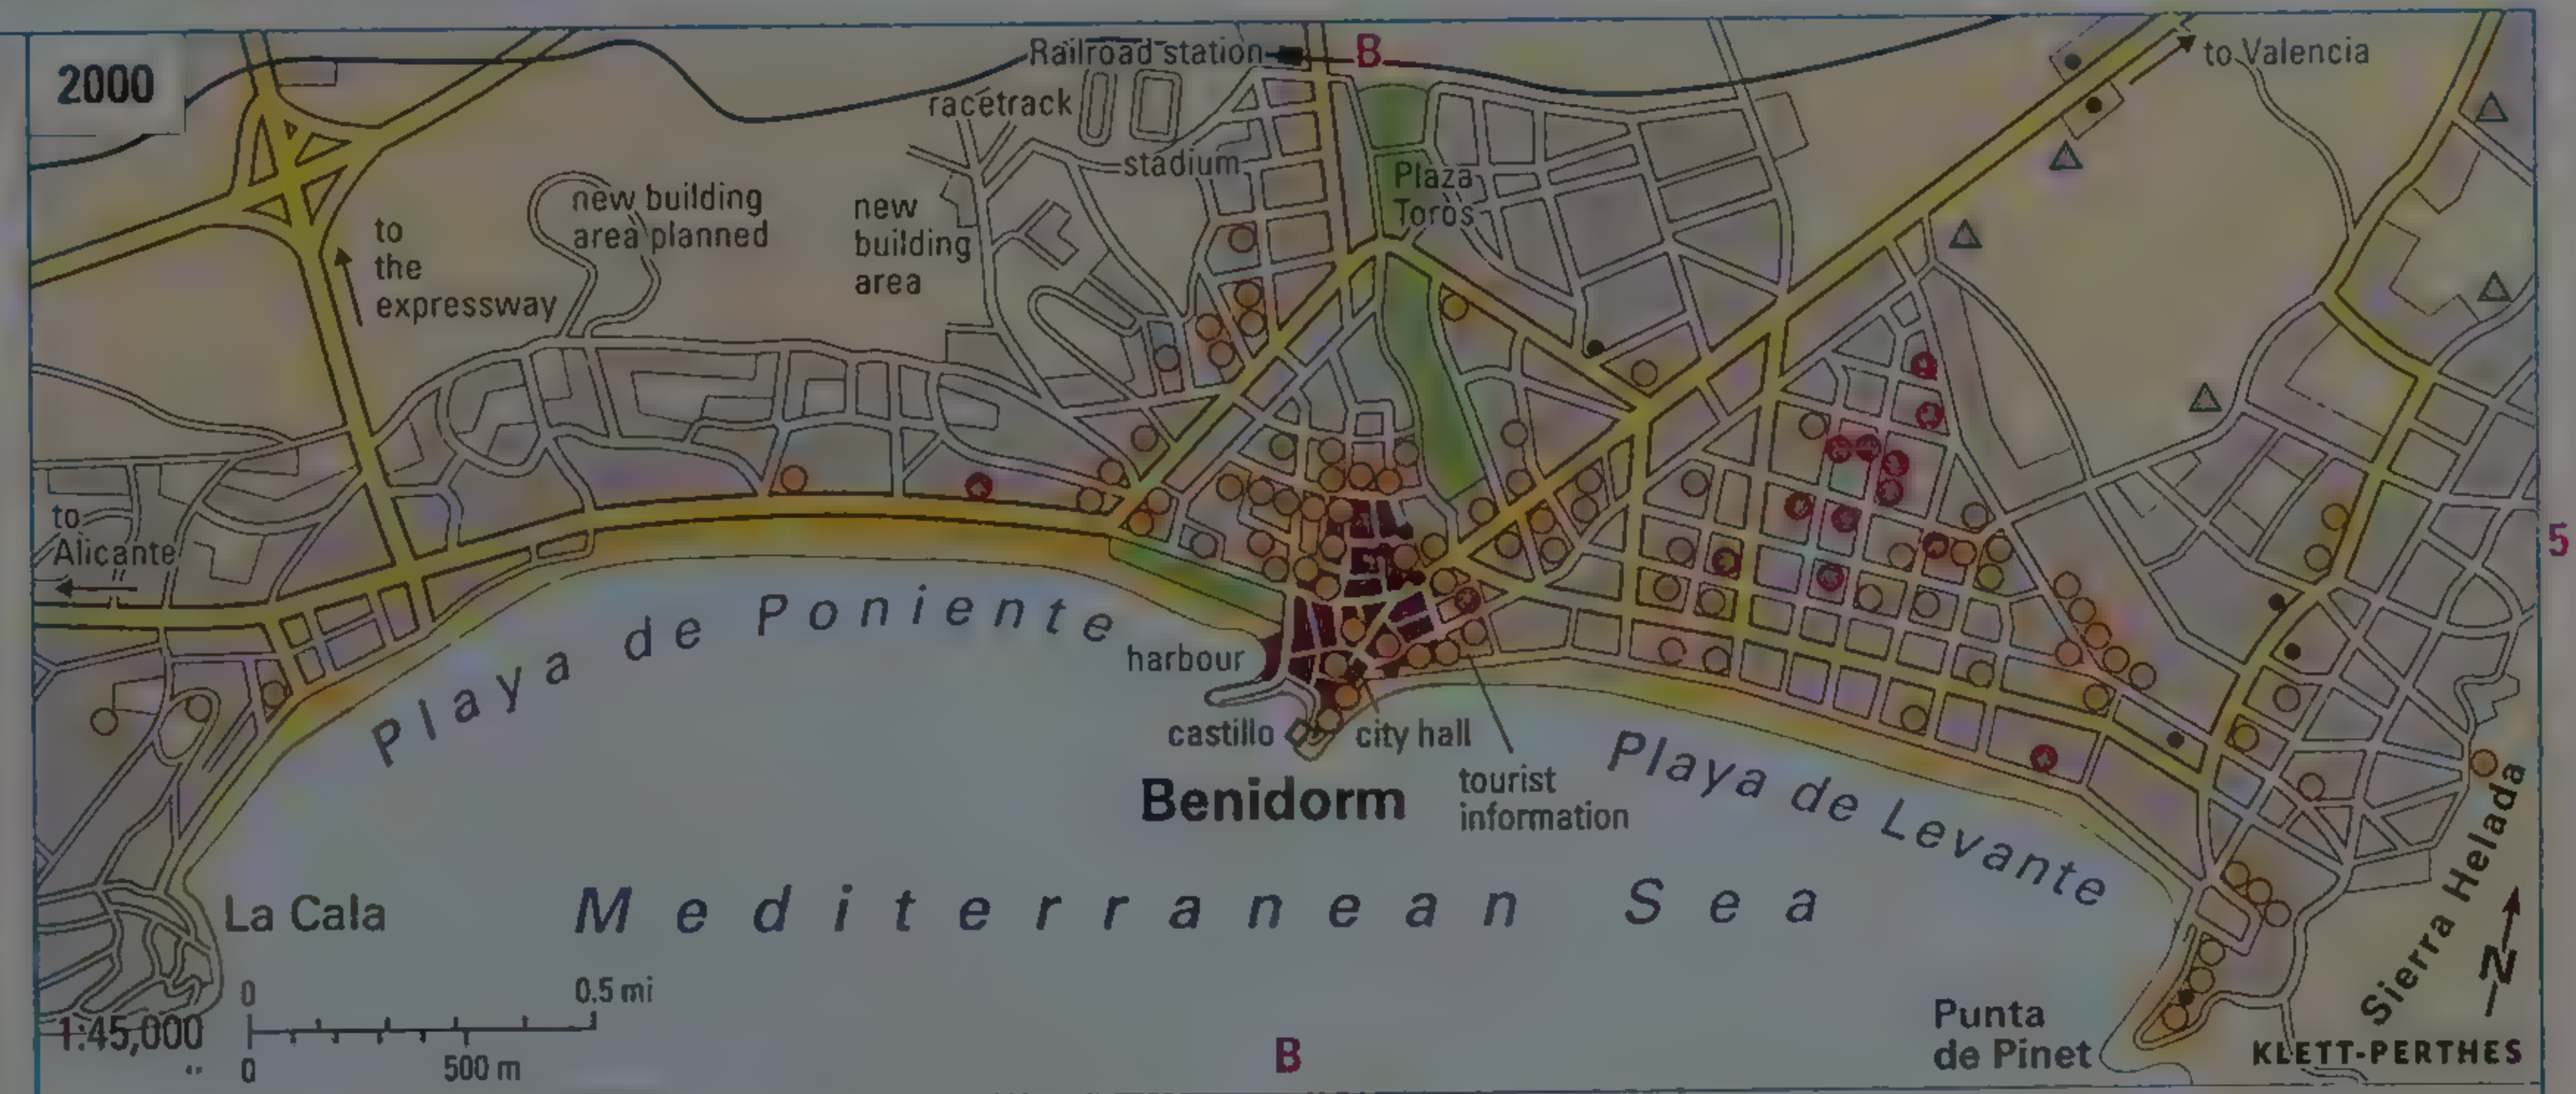 2000
Railroad station
B
to Valencia
racetrack
stadium
Plaza
Toros
new building
area planned
new
building
area
to
the
expressway
to
Alicante
5
Playa de Poniente
harbour
castillo
city hall
Benidorm
tourist
information
Playa de Levante
Mediterranean Sea
La Cala
Sierra Helada
N
0
0.5 mi
1:45,000
0
500 m
B
Punta
de Pinet
KLETT-PERTHES